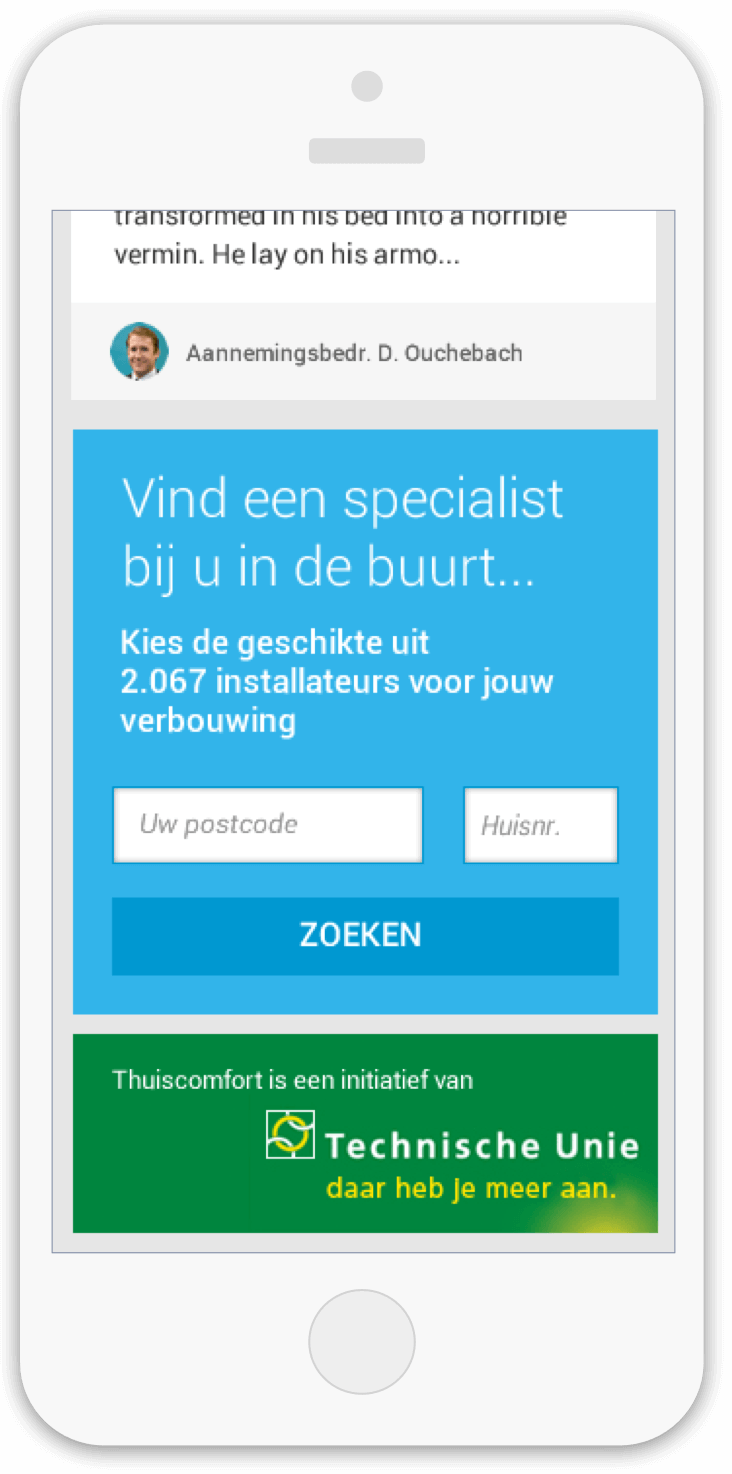 transformed in his bed into a horrible
vermin. He lay on his armo...
Aannemingsbedr. D. Ouchebach
Vind een specialist
bij u in de buurt...
Kies de geschikte uit
2.067 installateurs voor jouw
verbouwing
Uw postcode
Huisnr.
ZOEKEN
Thuiscomfort is een initiatief van
Technische Unie
daar heb je meer aan.